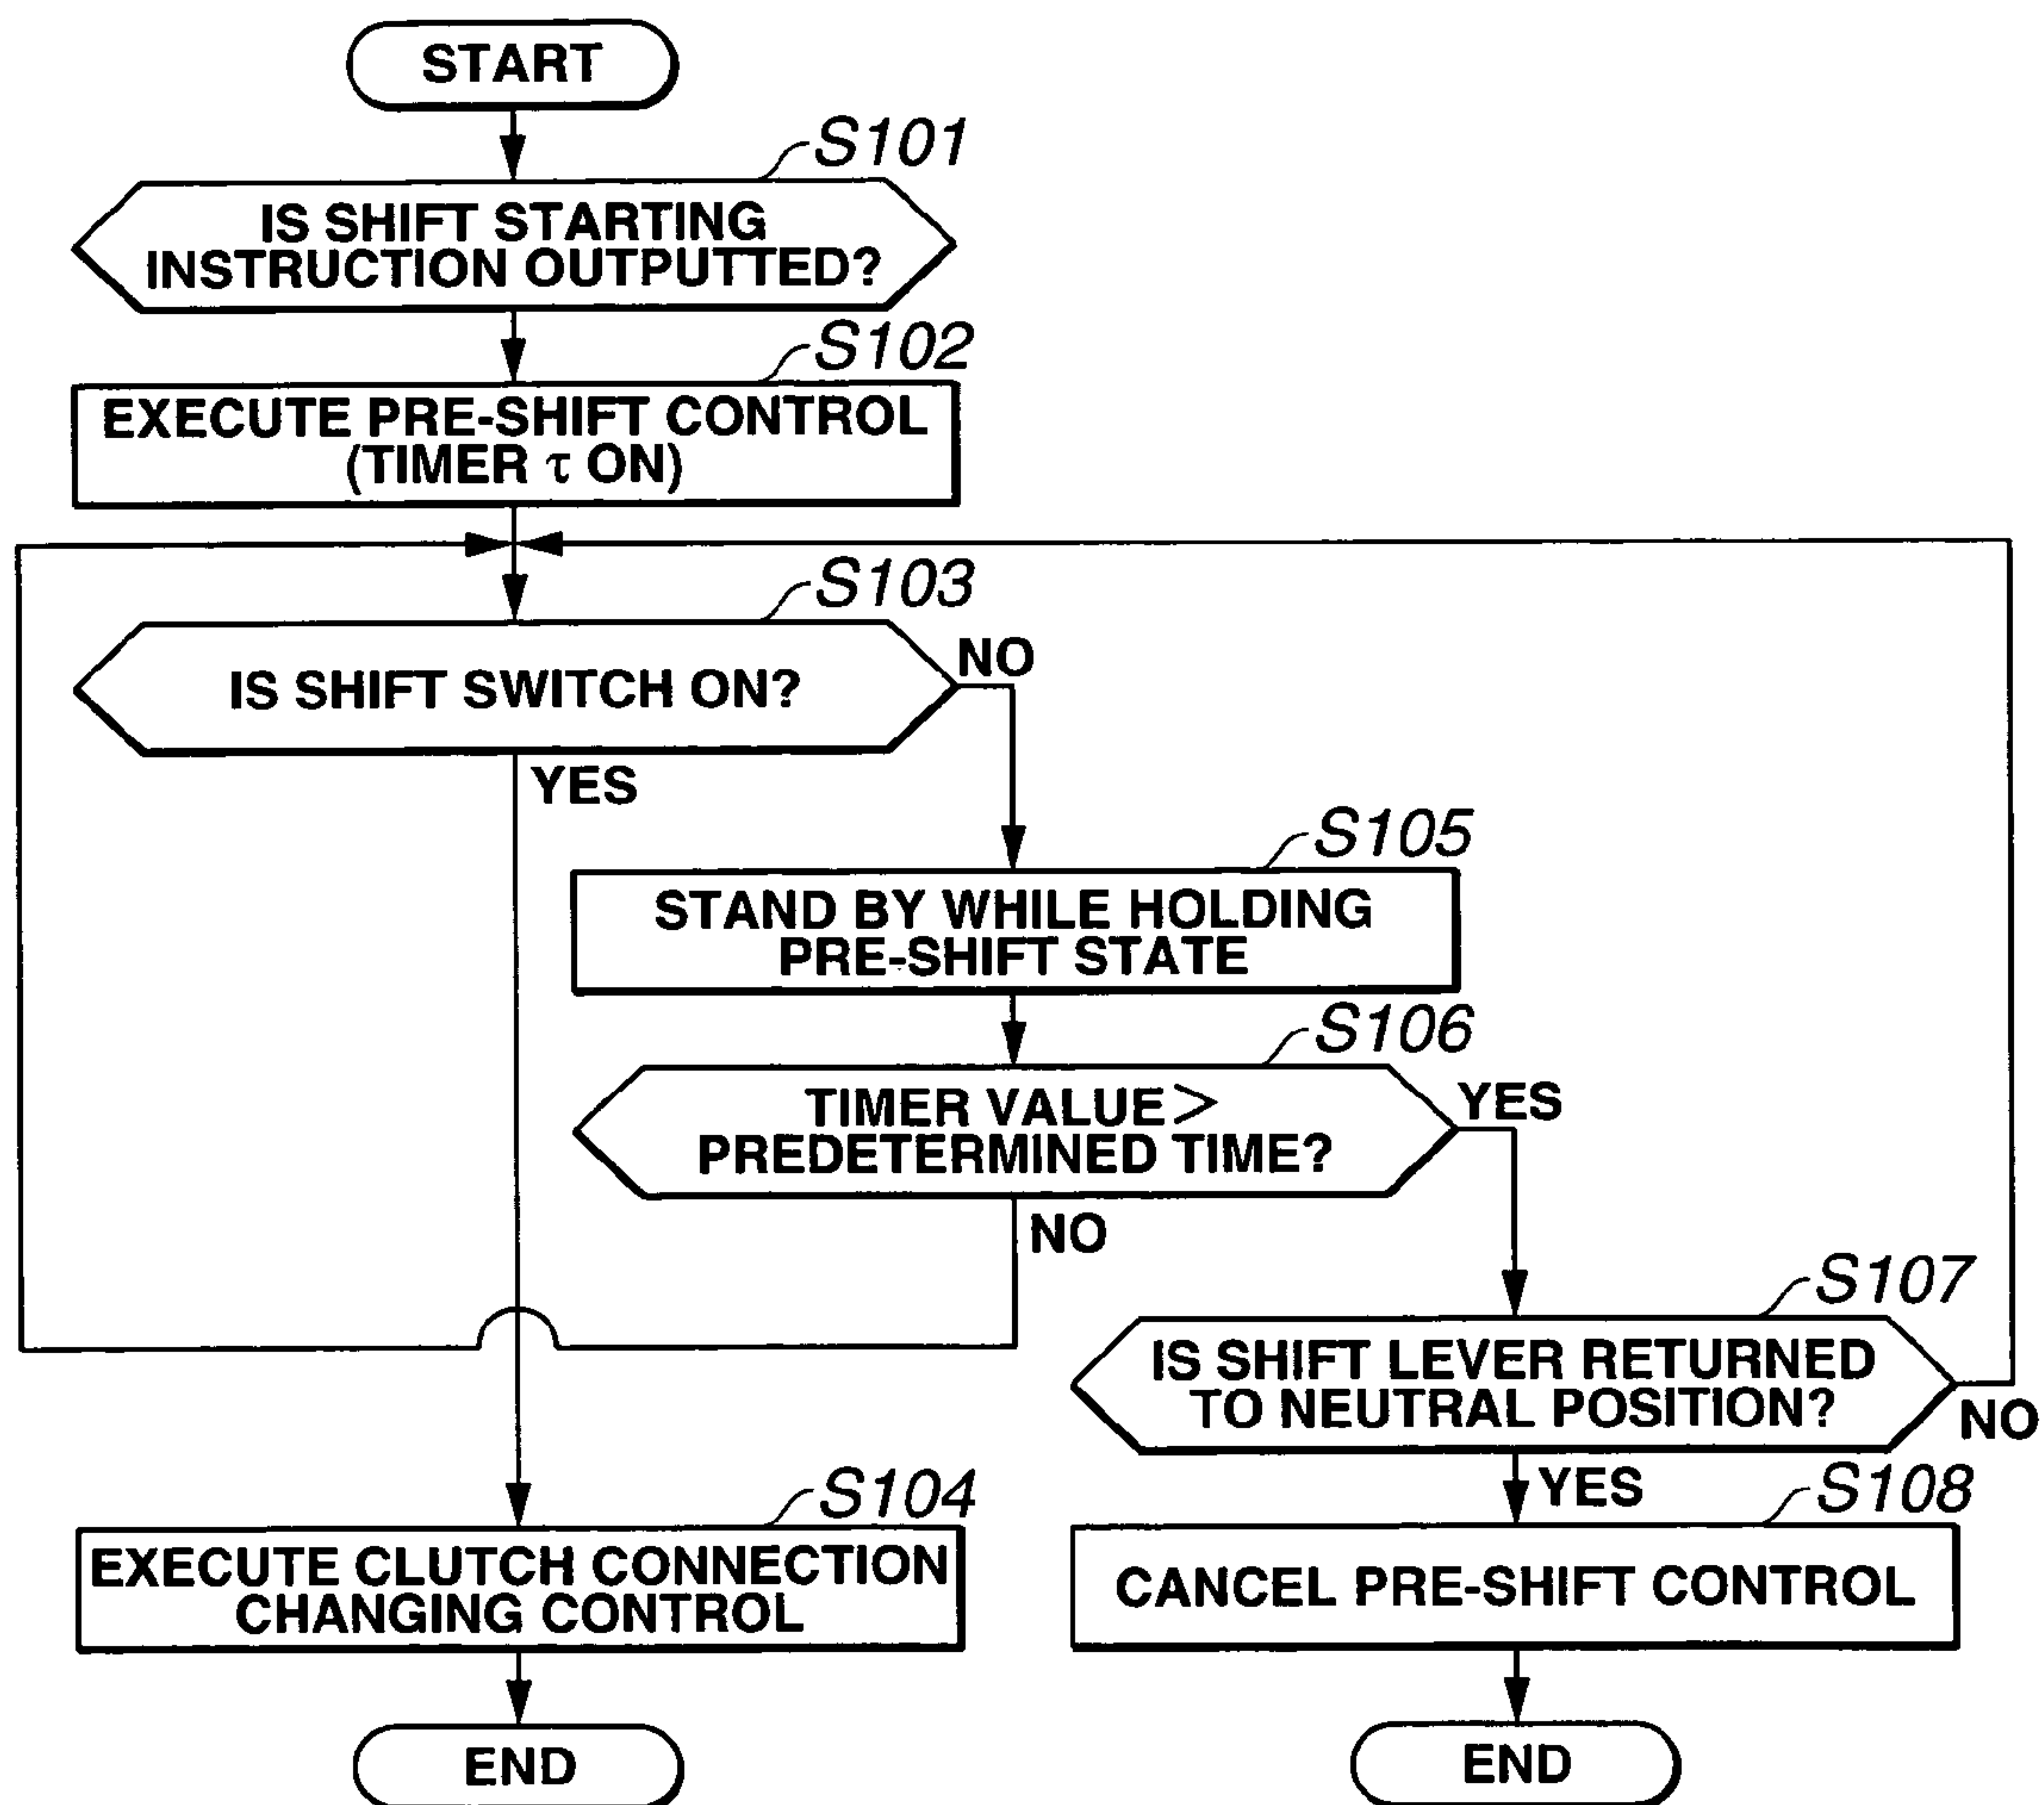 START
S101
IS SHIFT STARTING
INSTRUCTION OUTPUTTED?
S102
EXECUTE PRE-SHIFT CONTROL
(TIMER τ ON)
S103
IS SHIFT SWITCH ON?
NO
YES
S105
STAND BY WHILE HOLDING
PRE-SHIFT STATE
S106
TIMER VALUE>
PREDETERMINED TIME?
YES
NO
S107
IS SHIFT LEVER RETURNED
TO NEUTRAL POSITION?
NO
YES
S104
EXECUTE CLUTCH CONNECTION
CHANGING CONTROL
S108
CANCEL PRE-SHIFT CONTROL
END
END